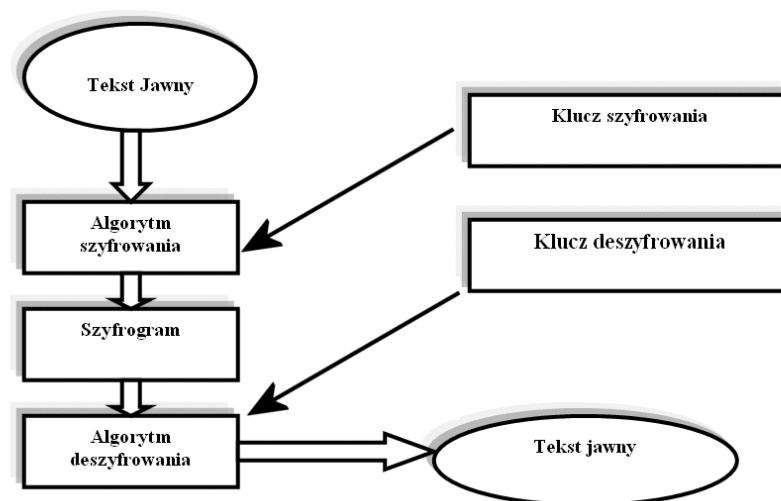 Tekst Jawny
Klucz szyfrowania
Algorytm
szyfrowania
Klucz deszyfrowania
Szyfrogram
Algorytm
deszyfrowania
Tekst jawny